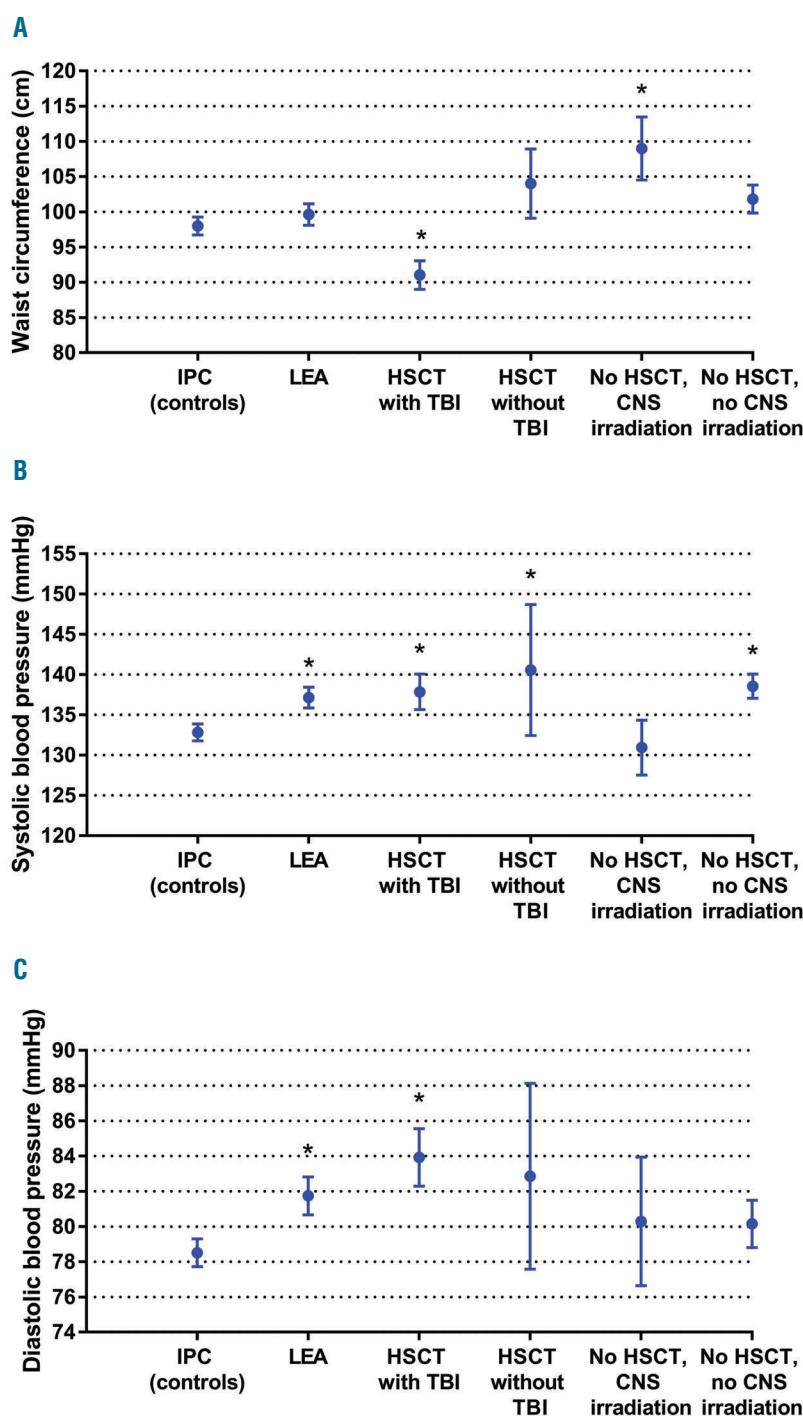 A
Waist circumference (cm)
120
115
110
105
100
95
90
85
80
*
*
IPC
(controls)
LEA
HSCT
with TBI
HSCT
without
TBI
No HSCT,
CNS
irradiation
No HSCT,
no CNS
irradiation
B
Systolic blood pressure (mmHg)
155
150
145
140
135
130
125
120
*
*
*
*
IPC
(controls)
LEA
HSCT
with TBI
HSCT
without
TBI
No HSCT,
CNS
irradiation
No HSCT,
no CNS
irradiation
C
Diastolic blood pressure (mmHg)
90
88
86
84
82
80
78
76
74
*
*
IPC
(controls)
LEA
HSCT
with TBI
HSCT
without
TBI
No HSCT,
CNS
irradiation
No HSCT,
no CNS
irradiation